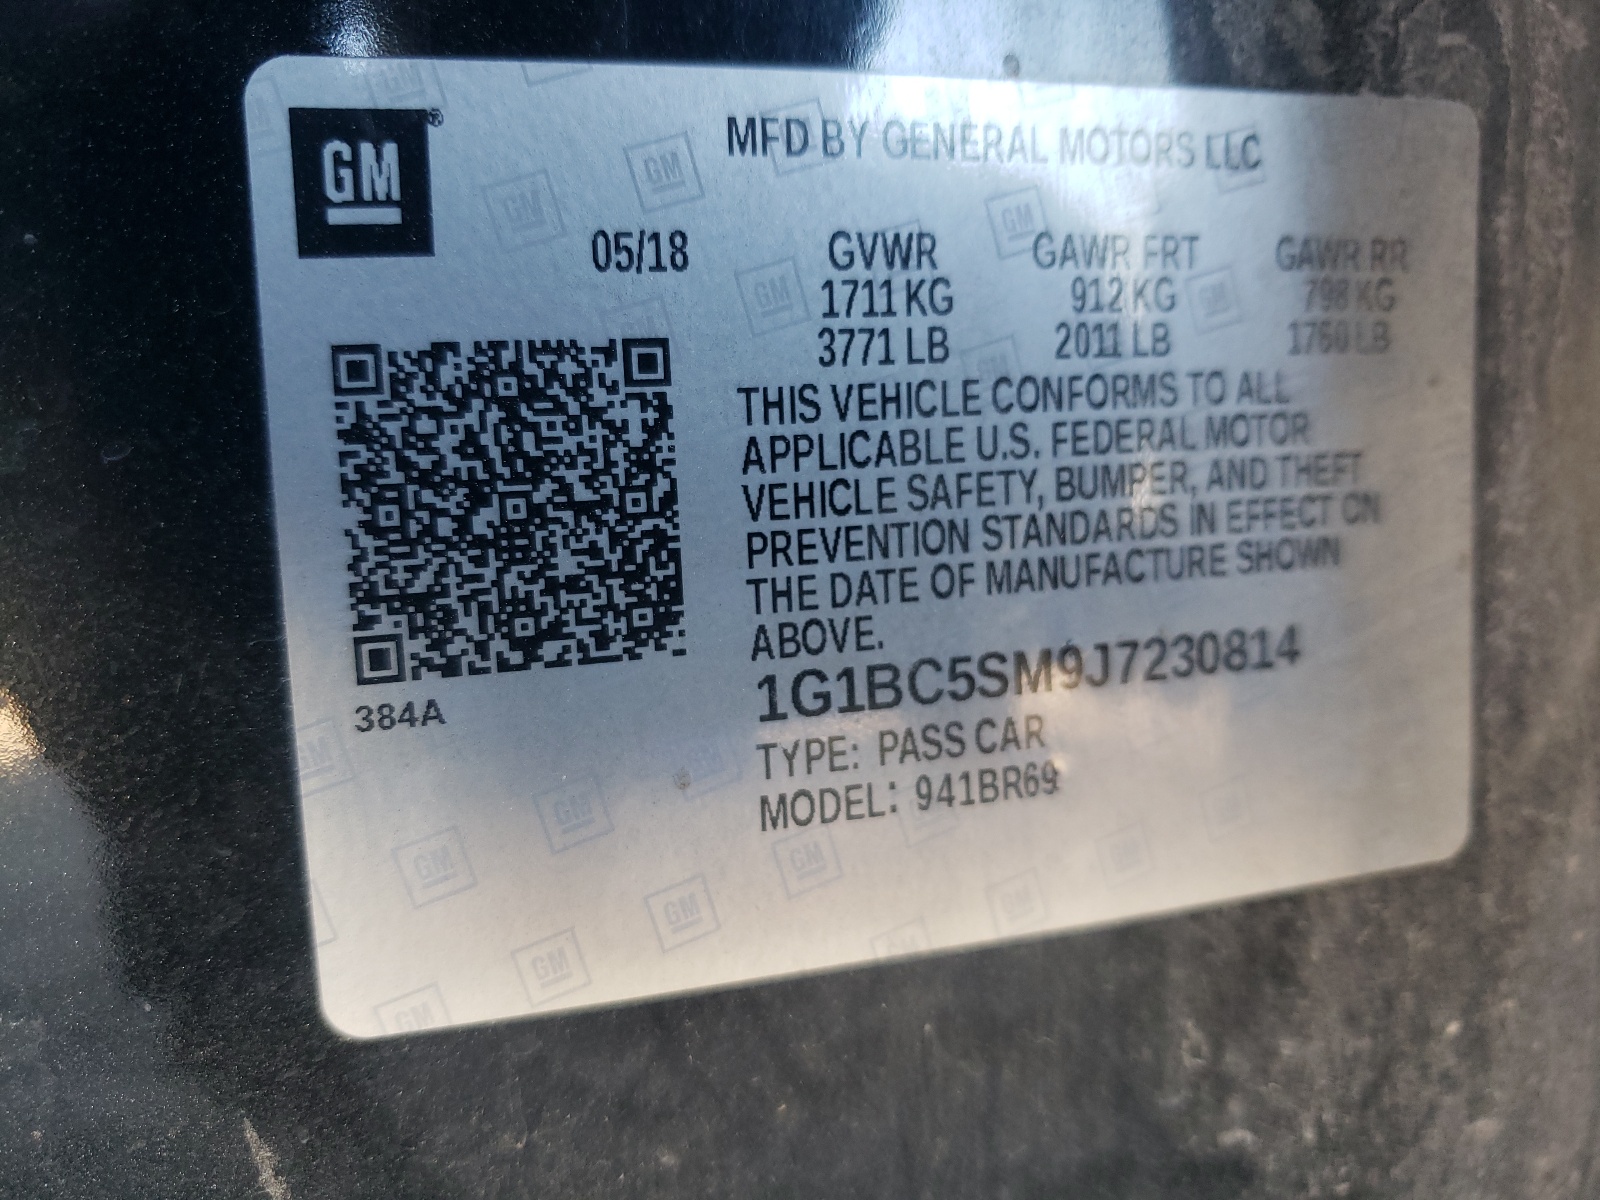 GM®
MFD BY GENERAL MOTORS LLC
05/18
GVWR GAWR FRT GAWR RR
1711 KG 912 KG 798 KG
3771 LB 2011 LB 1760 LB
THIS VEHICLE CONFORMS TO ALL
APPLICABLE U.S. FEDERAL MOTOR
VEHICLE SAFETY, BUMPER, AND THEFT
PREVENTION STANDARDS IN EFFECT ON
THE DATE OF MANUFACTURE SHOWN
ABOVE.
1G1BC5SM9J7230814
384A
TYPE: PASS CAR
MODEL: 941BR69